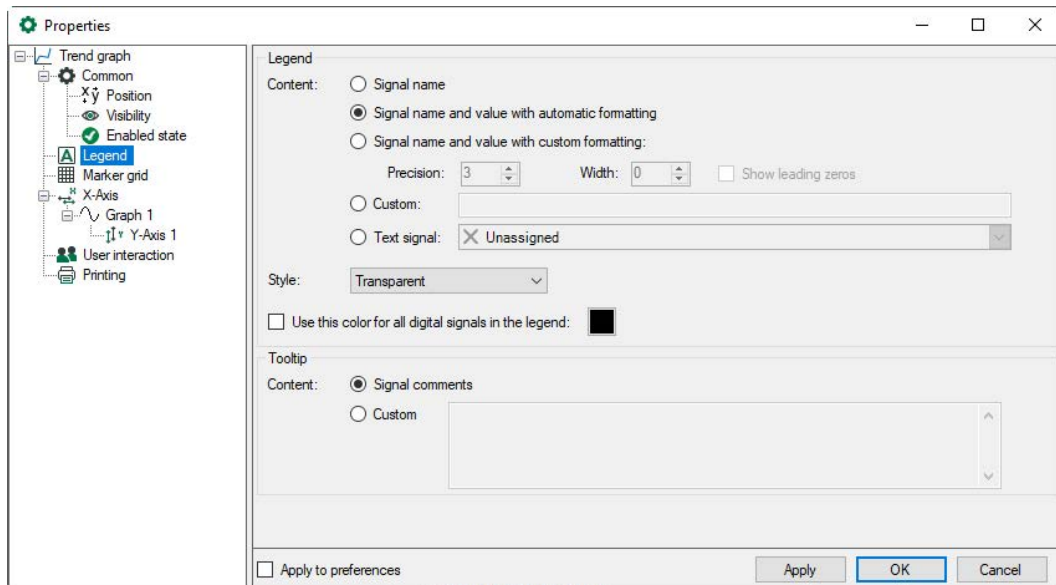 Properties
Trend graph
Common
Position
Visibility
Enabled state
Legend
Marker grid
X-Axis
Graph 1
Y-Axis 1
User interaction
Printing
Legend
Content:
Signal name
Signal name and value with automatic formatting
Signal name and value with custom formatting:
Precision: 3 Width: 0 Show leading zeros
Custom:
Text signal: Unassigned
Style: Transparent
Use this color for all digital signals in the legend:
Tooltip
Content: Signal comments
Custom
Apply to preferences Apply OK Cancel